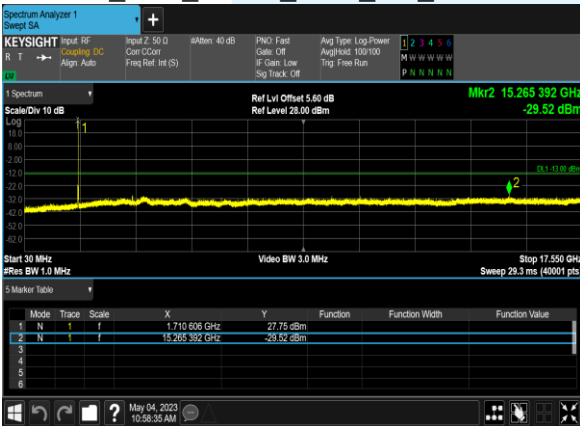 Spectrum Analyzer 1
Swept SA
+
KEYSIGHT Input: RF Input Z: 50 Ω #Atten: 40 dB PNO: Fast Avg Type: Log-Power 1 2 3 4 5 6
R T Coupling: DC Corr CCorr Gate: Off Avg|Hold: 100/100 M W W W W W
Align: Auto Freq Ref: Int (S) IF Gain: Low Trig: Free Run
LV Sig Track: Off P N N N N N
1 Spectrum Ref Lvl Offset 5.60 dB Mkr2 15.265 392 GHz
Scale/Div 10 dB Ref Level 28.00 dBm -29.52 dBm
Log
1
18.0
8.00
-2.00
DL1 -13.00 dBm
-12.0
2
-22.0
-32.0
-42.0
-52.0
-62.0
Start 30 MHz Video BW 3.0 MHz Stop 17.550 GHz
#Res BW 1.0 MHz Sweep 29.3 ms (40001 pts
5 Marker Table
Mode Trace Scale X Y Function Function Width Function Value
1 N 1 f 1.710 606 GHz 27.75 dBm
2 N 1 f 15.265 392 GHz -29.52 dBm
3
4
5
6
? May 04, 2023
10:58:35 AM